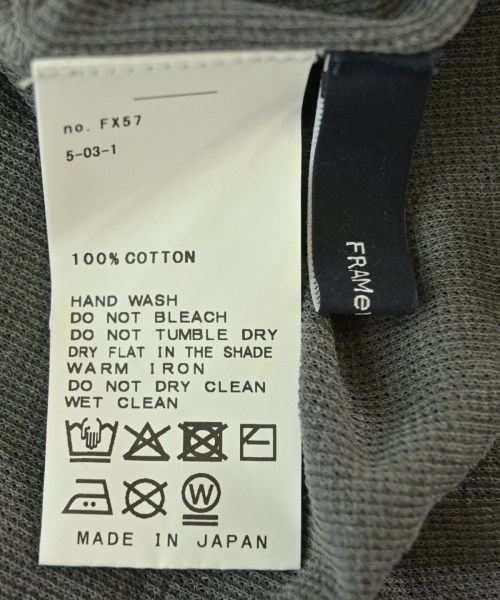 no. FX57
5-03-1
100% COTTON
HAND WASH
DO NOT BLEACH
DO NOT TUMBLE DRY
DRY FLAT IN THE SHADE
WARM IRON
DO NOT DRY CLEAN
WET CLEAN
W
MADE IN JAPAN